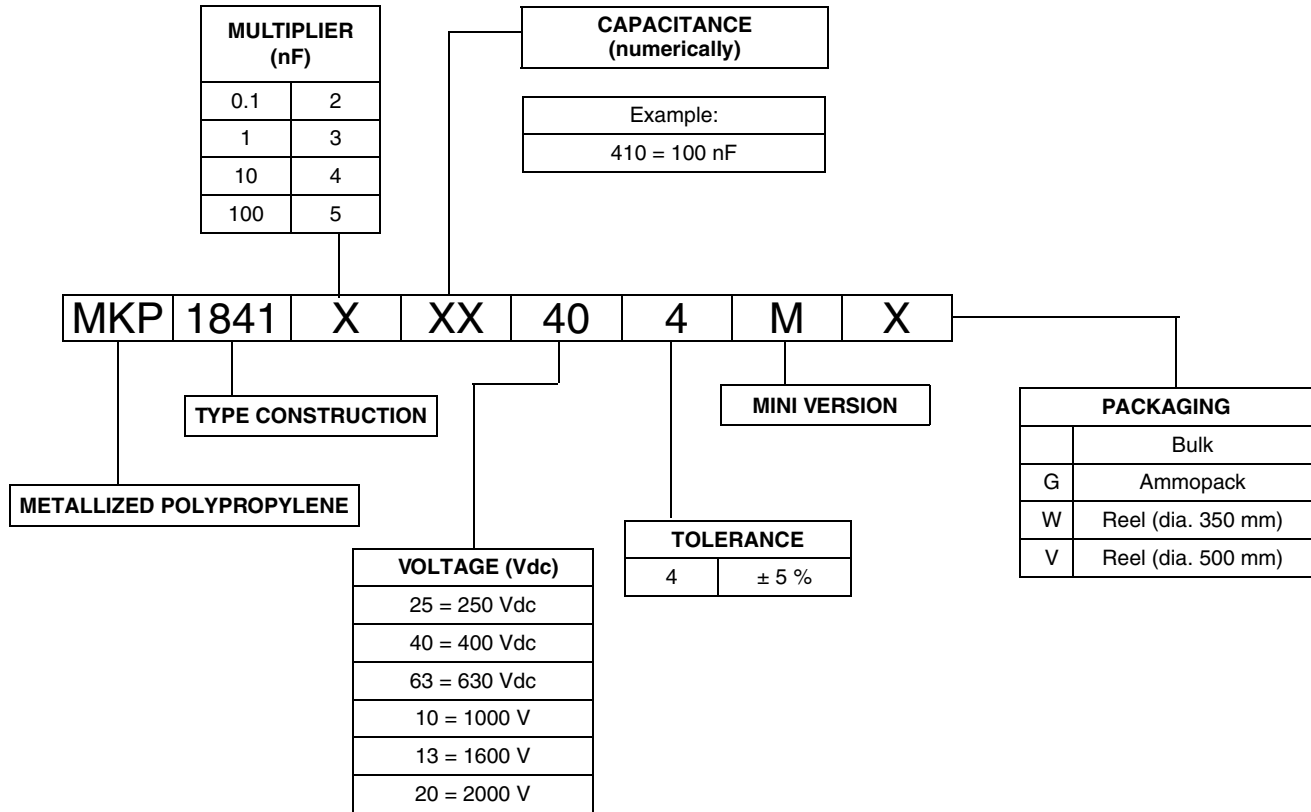 MULTIPLIER
(nF)
0.1 2
1 3
10 4
100 5
CAPACITANCE
(numerically)
Example:
410 = 100 nF
MKP 1841 X XX 40 4 M X
TYPE CONSTRUCTION
METALLIZED POLYPROPYLENE
MINI VERSION
VOLTAGE (Vdc)
25 = 250 Vdc
40 = 400 Vdc
63 = 630 Vdc
10 = 1000 V
13 = 1600 V
20 = 2000 V
TOLERANCE
4 ± 5 %
PACKAGING
Bulk
G Ammopack
W Reel (dia. 350 mm)
V Reel (dia. 500 mm)